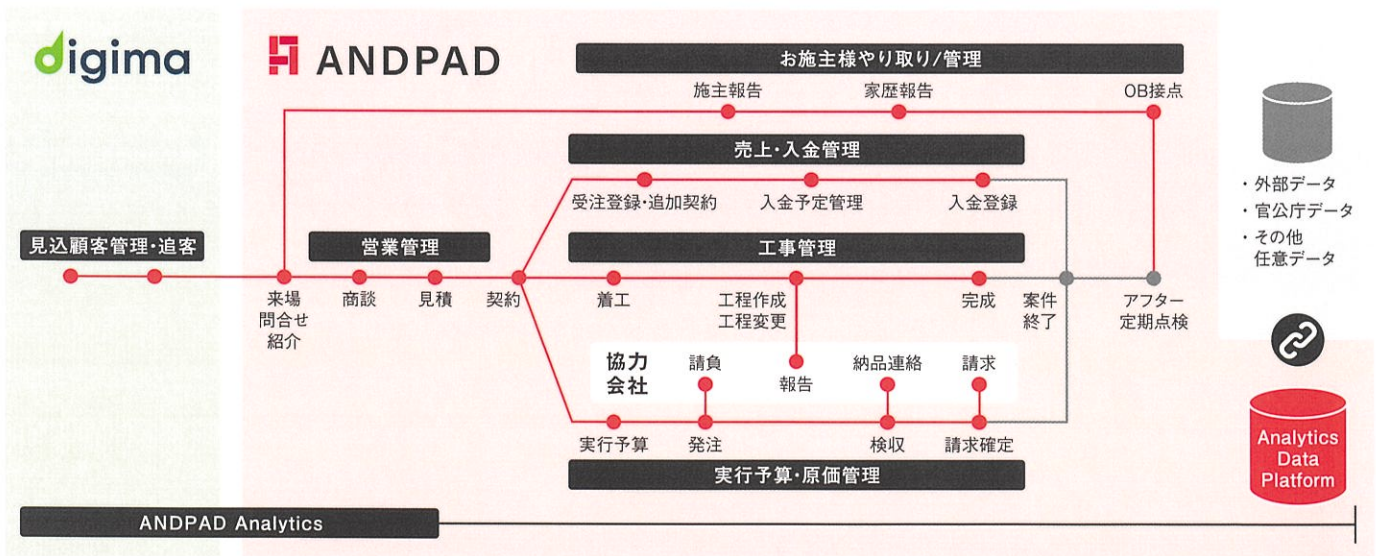 digima
ANDPAD
お施主様やり取り/管理
施主報告
家歴報告
OB接点
売上・入金管理
受注登録・追加契約
入金予定管理
入金登録
・外部データ
・官公庁データ
・その他
任意データ
見込顧客管理・追客
営業管理
工事管理
来場
問合せ
紹介
商談
見積
契約
着工
工程作成
工程変更
完成
案件
終了
アフター
定期点検
協力
会社
請負
報告
納品連絡
請求
実行予算
発注
検収
請求確定
実行予算・原価管理
Analytics
Data
Platform
ANDPAD Analytics